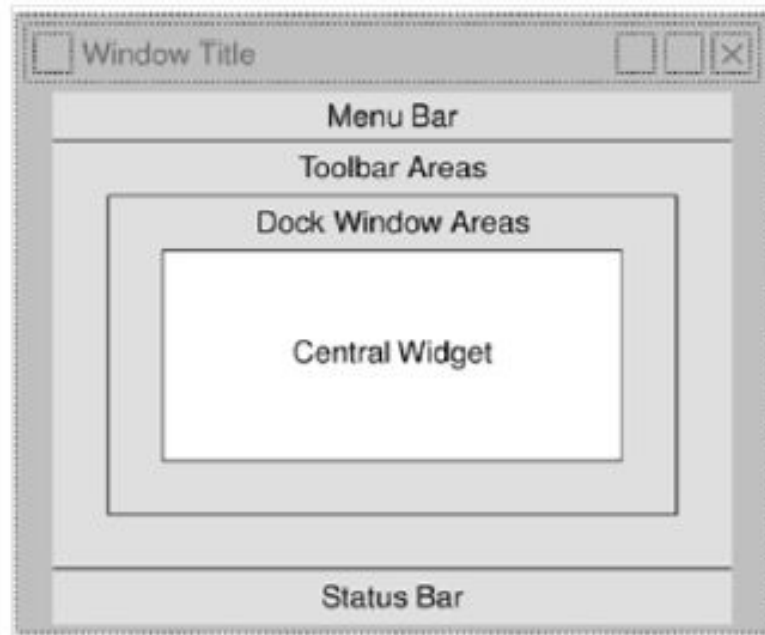 Window Title
Menu Bar
Toolbar Areas
Dock Window Areas
Central Widget
Status Bar